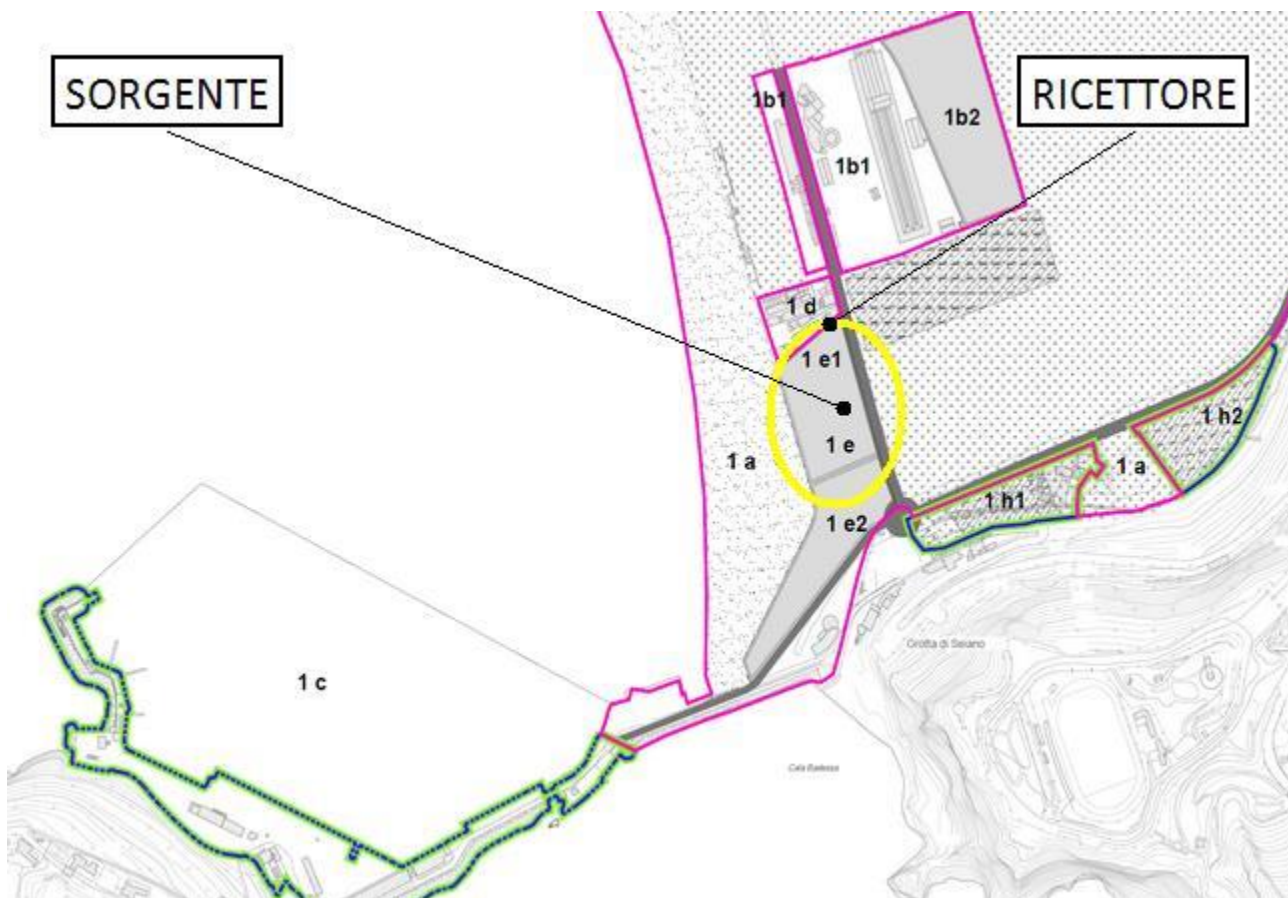 SORGENTE
RICETTORE
1b1
1b2
1b1
1 d
1 e1
1 h2
1 e
1 a
1 a
1 h1
1 e2
Grotta di Seiano
1 c
Cala Badessa